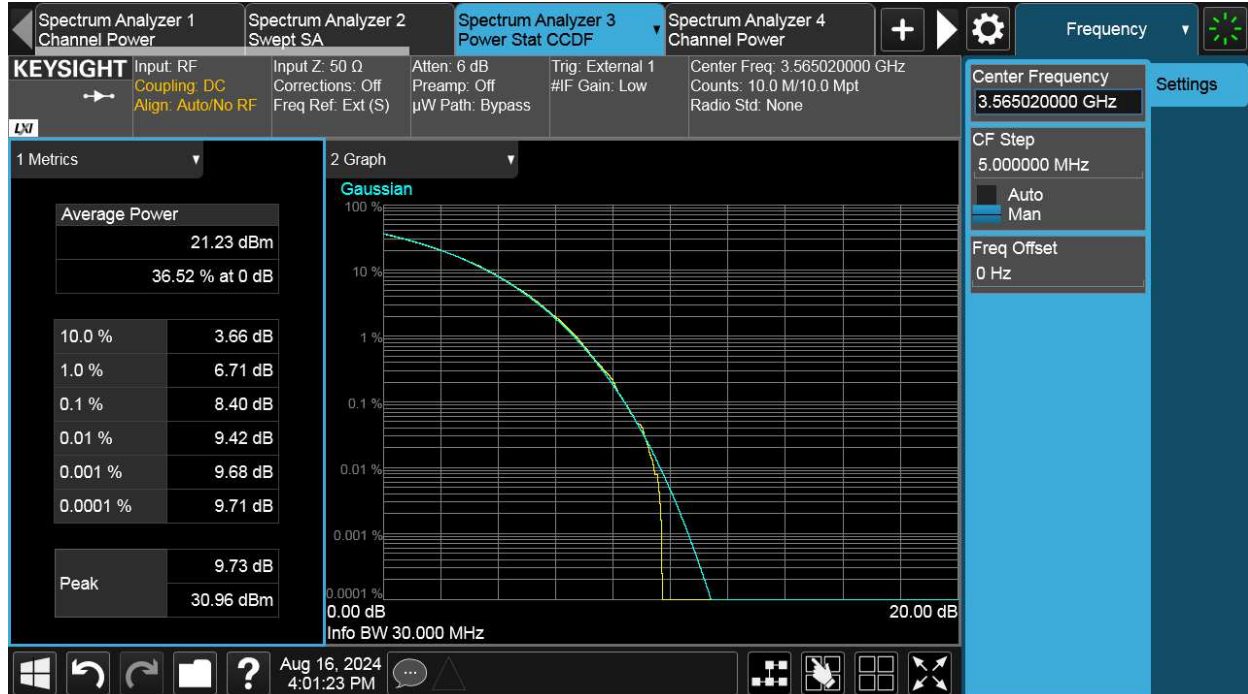 Spectrum Analyzer 1
Channel Power
Spectrum Analyzer 2
Swept SA
Spectrum Analyzer 3
Power Stat CCDF
Spectrum Analyzer 4
Channel Power
+
Frequency
KEYSIGHT
LXI
Input: RF
Coupling: DC
Align: Auto/No RF
Input Z: 50 Ω
Corrections: Off
Freq Ref: Ext (S)
Atten: 6 dB
Preamp: Off
µW Path: Bypass
Trig: External 1
#IF Gain: Low
Center Freq: 3.565020000 GHz
Counts: 10.0 M/10.0 Mpt
Radio Std: None
Center Frequency
3.565020000 GHz
Settings
CF Step
5.000000 MHz
Auto
Man
Freq Offset
0 Hz
1 Metrics
Average Power
21.23 dBm
36.52 % at 0 dB
10.0 % 3.66 dB
1.0 % 6.71 dB
0.1 % 8.40 dB
0.01 % 9.42 dB
0.001 % 9.68 dB
0.0001 % 9.71 dB
Peak
9.73 dB
30.96 dBm
2 Graph
Gaussian
100 %
10 %
1 %
0.1 %
0.01 %
0.001 %
0.0001 %
0.00 dB 20.00 dB
Info BW 30.000 MHz
?
Aug 16, 2024
4:01:23 PM